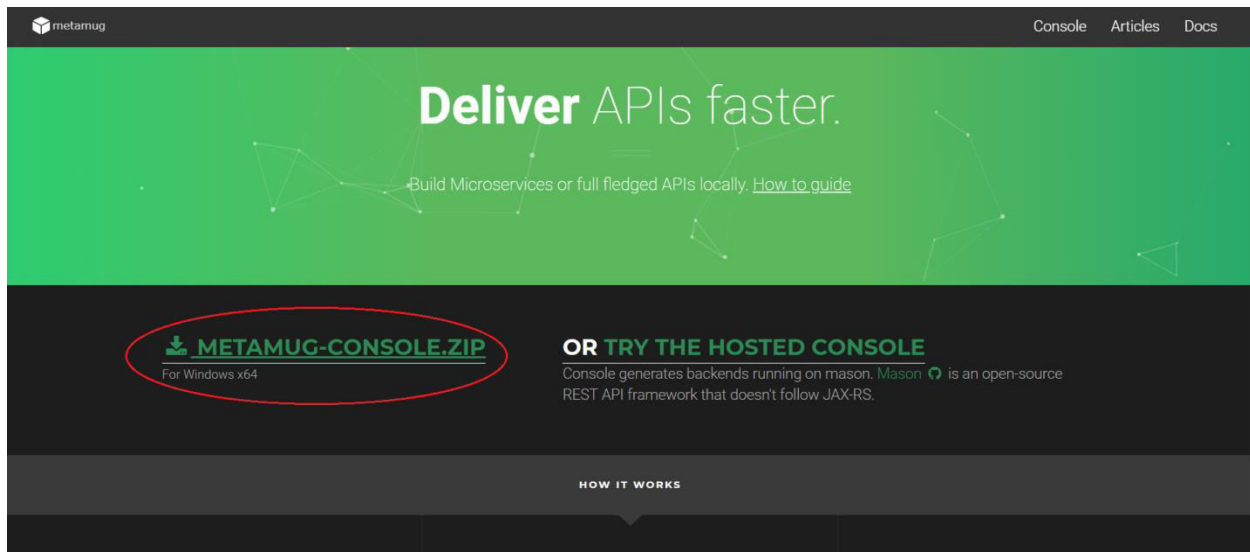 metamug
Console Articles Docs
Deliver APIs faster.
Build Microservices or full fledged APIs locally. How to guide
METAMUG-CONSOLE.ZIP
For Windows x64
OR TRY THE HOSTED CONSOLE
Console generates backends running on mason. Mason is an open-source
REST API framework that doesn't follow JAX-RS.
HOW IT WORKS